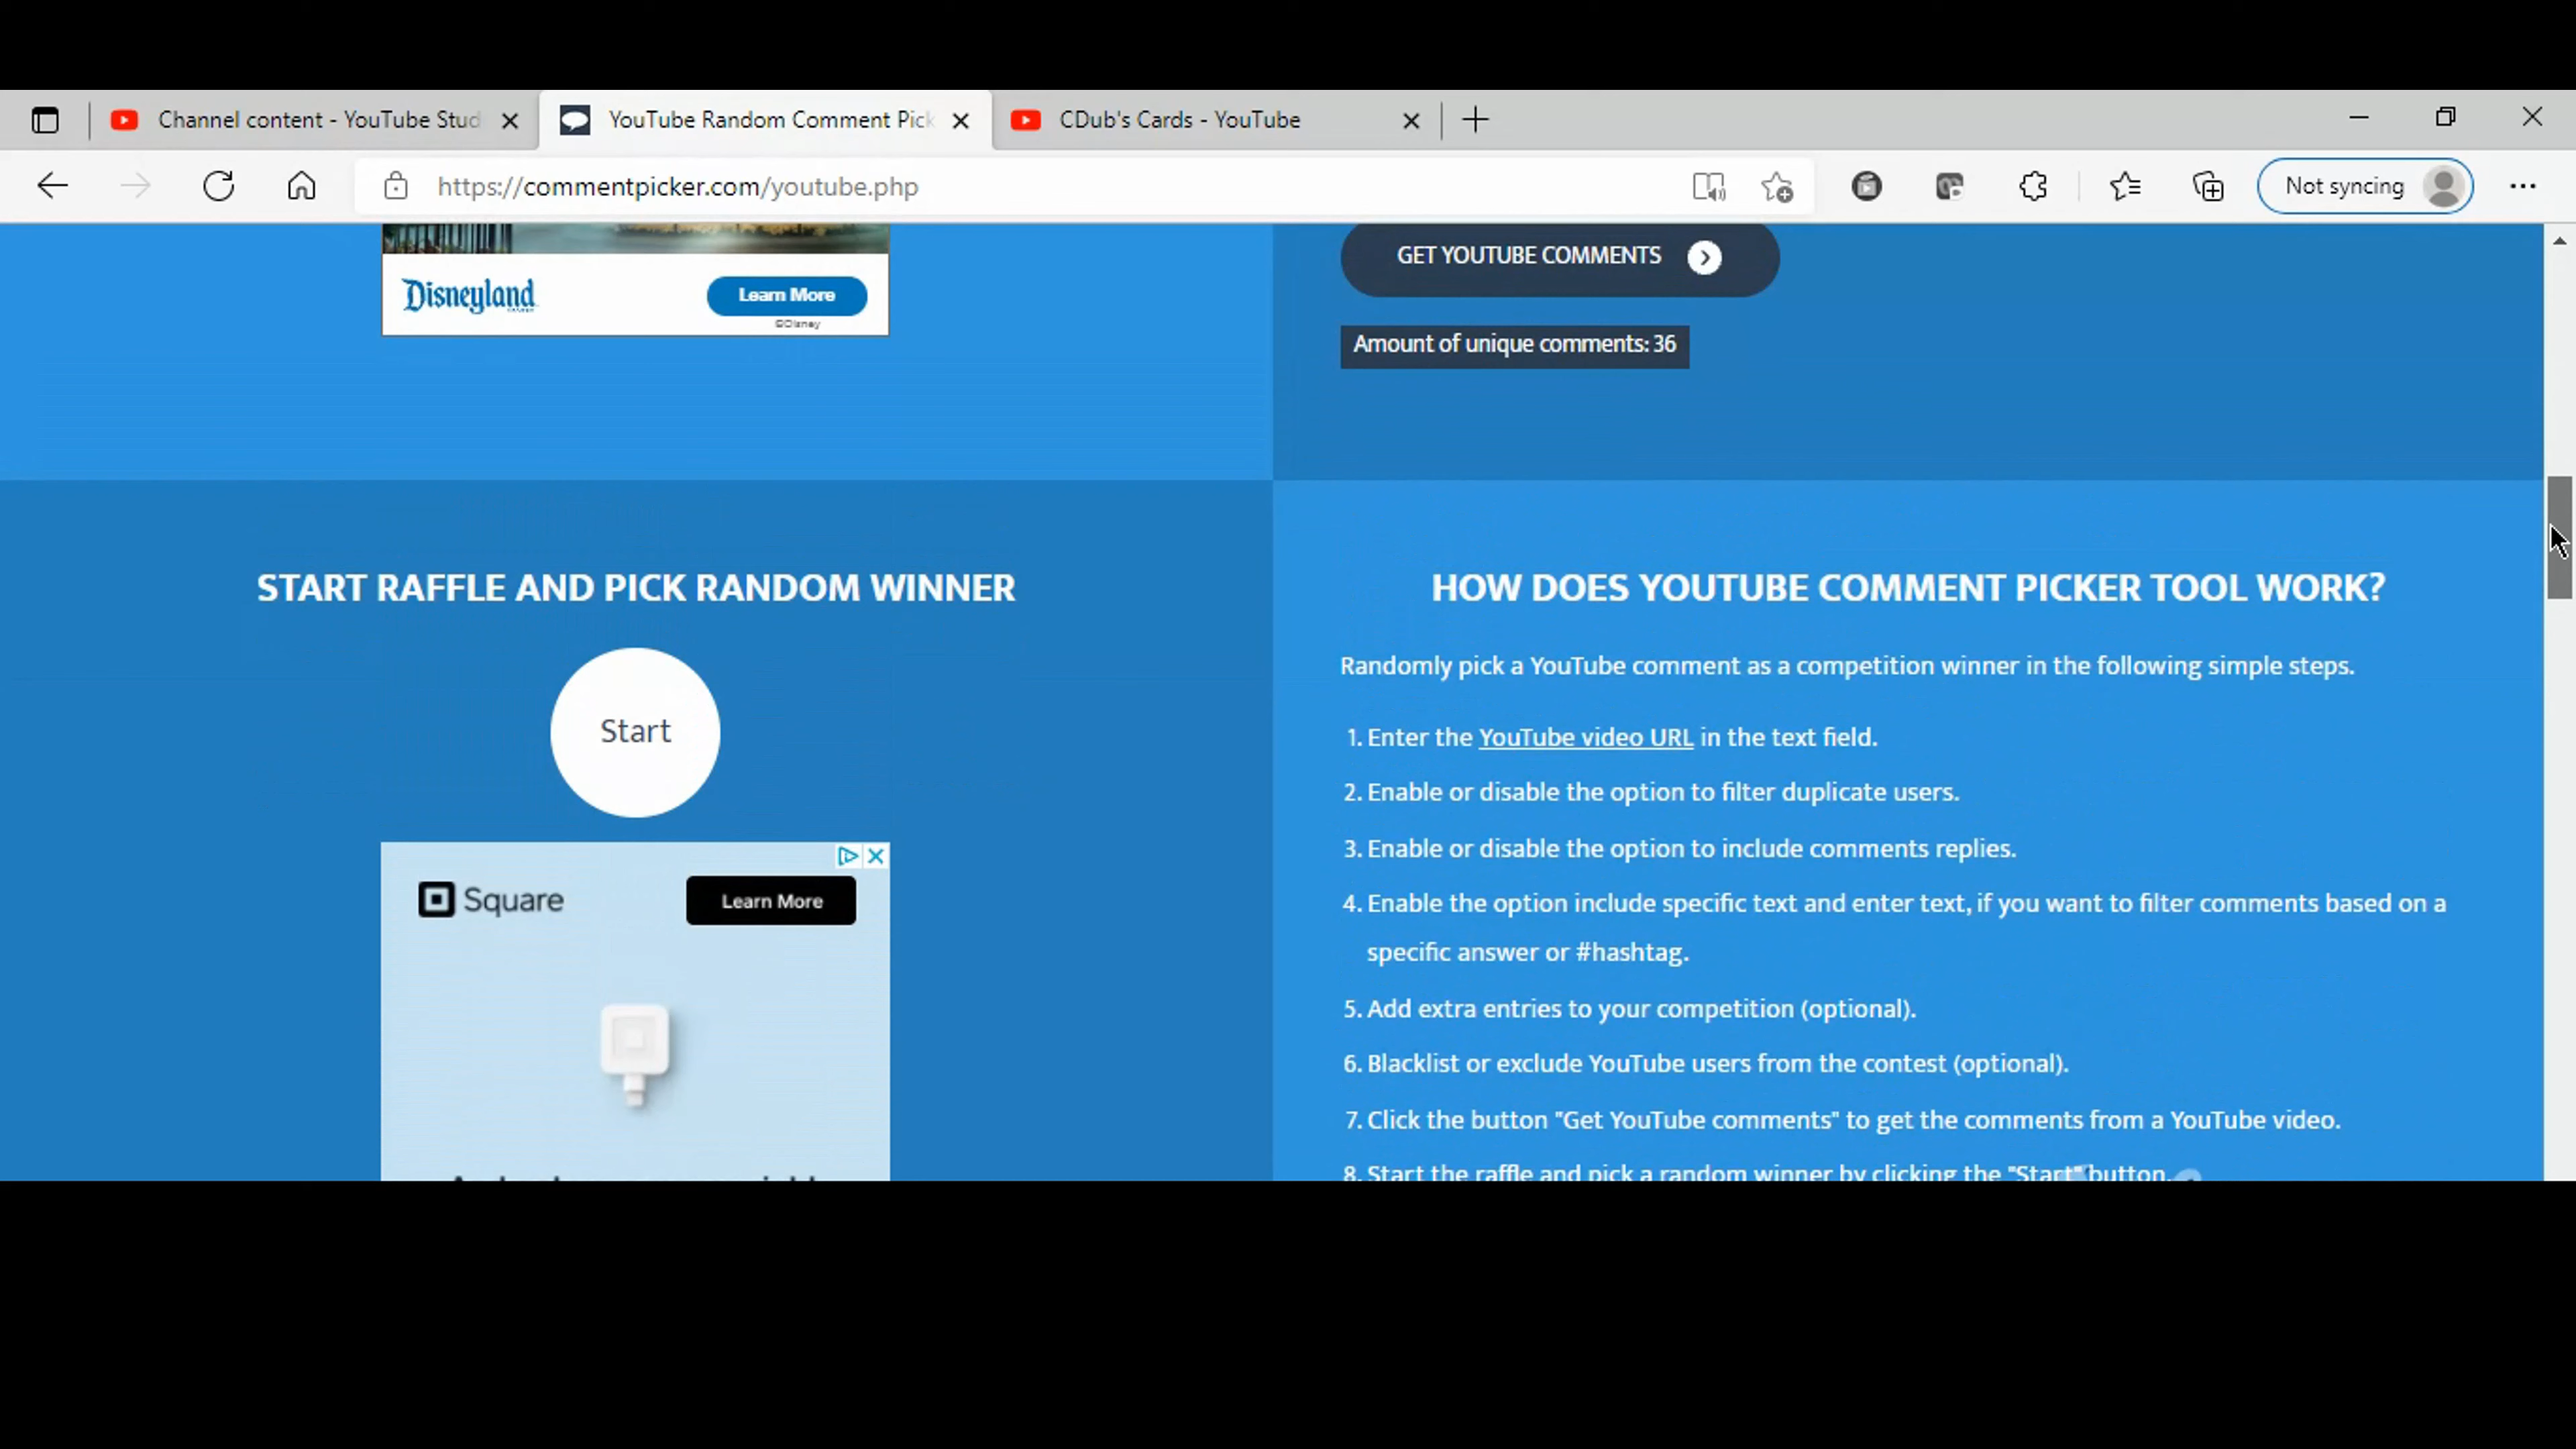 Channel content - YouTube Stud
YouTube Random Comment Pick
CDub's Cards - YouTube
https://commentpicker.com/youtube.php
Not syncing
Disneyland
Learn More
©Disney
GET YOUTUBE COMMENTS
Amount of unique comments: 36
START RAFFLE AND PICK RANDOM WINNER
Start
Square
Learn More
HOW DOES YOUTUBE COMMENT PICKER TOOL WORK?
Randomly pick a YouTube comment as a competition winner in the following simple steps.
1. Enter the YouTube video URL in the text field.
2. Enable or disable the option to filter duplicate users.
3. Enable or disable the option to include comments replies.
4. Enable the option include specific text and enter text, if you want to filter comments based on a
specific answer or #hashtag.
5. Add extra entries to your competition (optional).
6. Blacklist or exclude YouTube users from the contest (optional).
7. Click the button "Get YouTube comments" to get the comments from a YouTube video.
8. Start the raffle and pick a random winner by clicking the "Start" button.